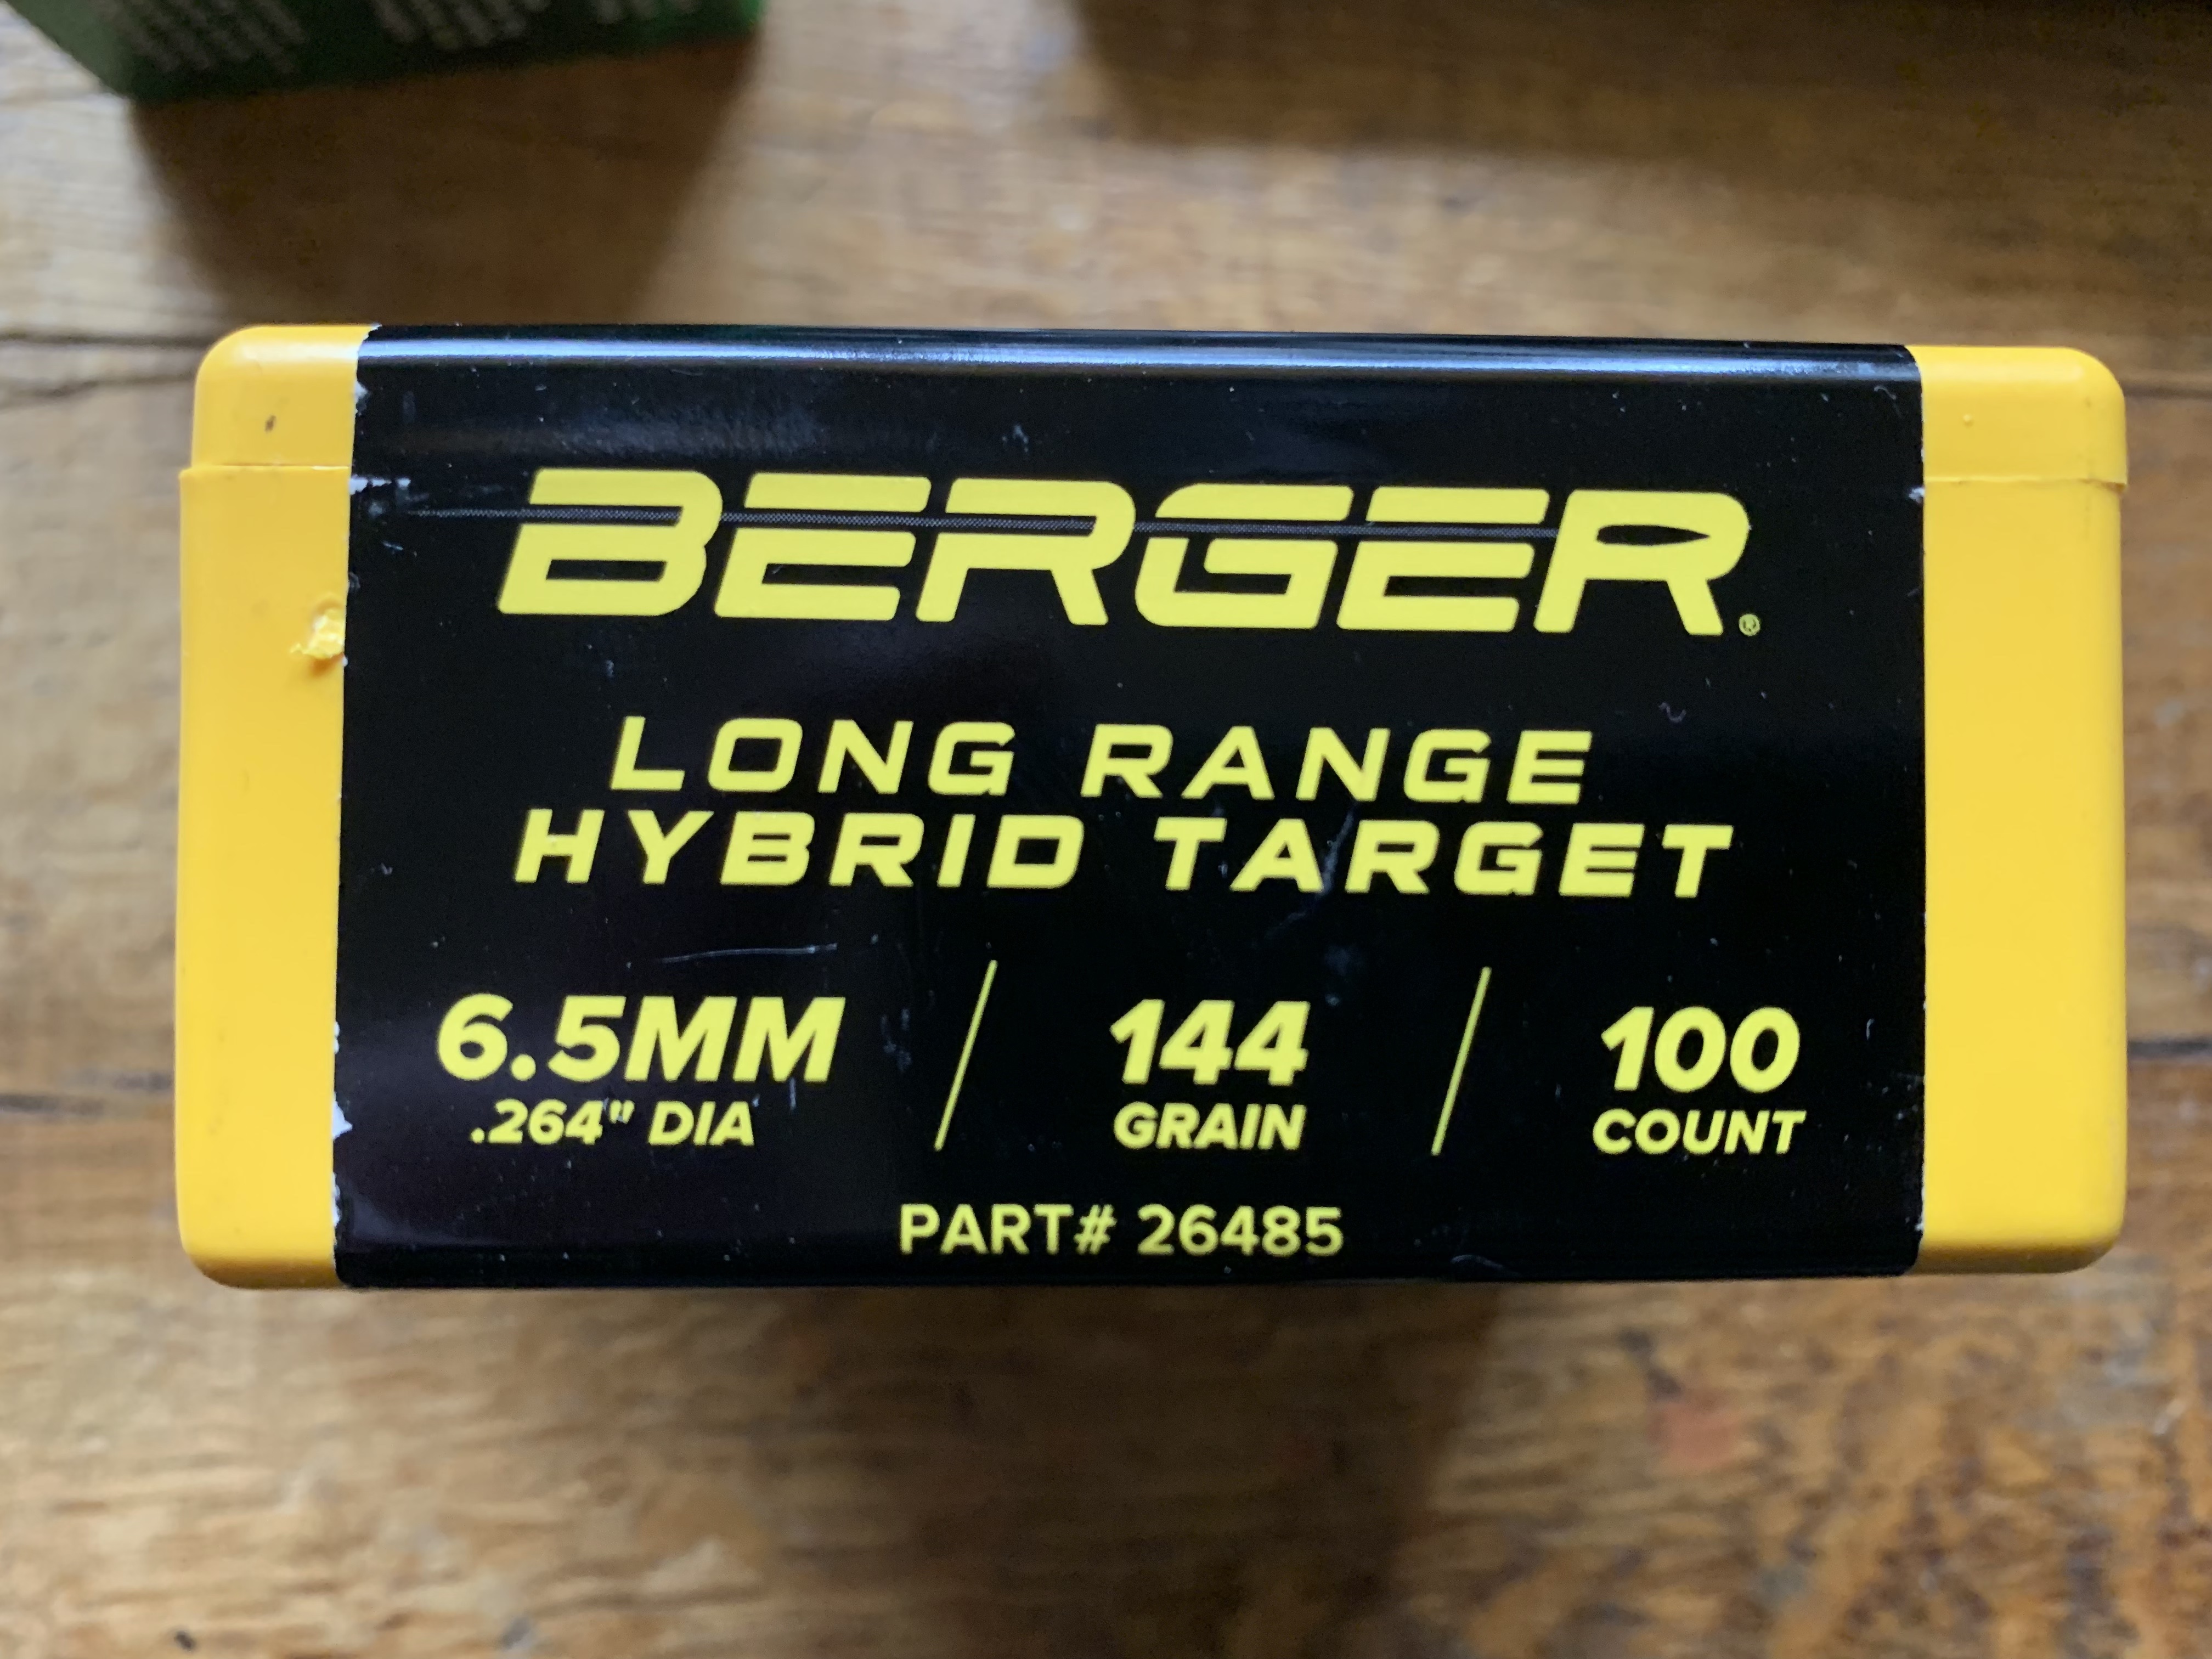 BERGER®
LONG RANGE
HYBRID TARGET
6.5MM / 144 / 100
.264" DIA GRAIN COUNT
PART# 26485